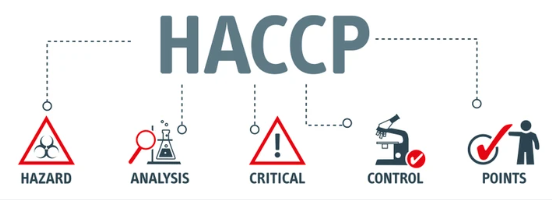 HACCP
HAZARD
ANALYSIS
CRITICAL
CONTROL
POINTS